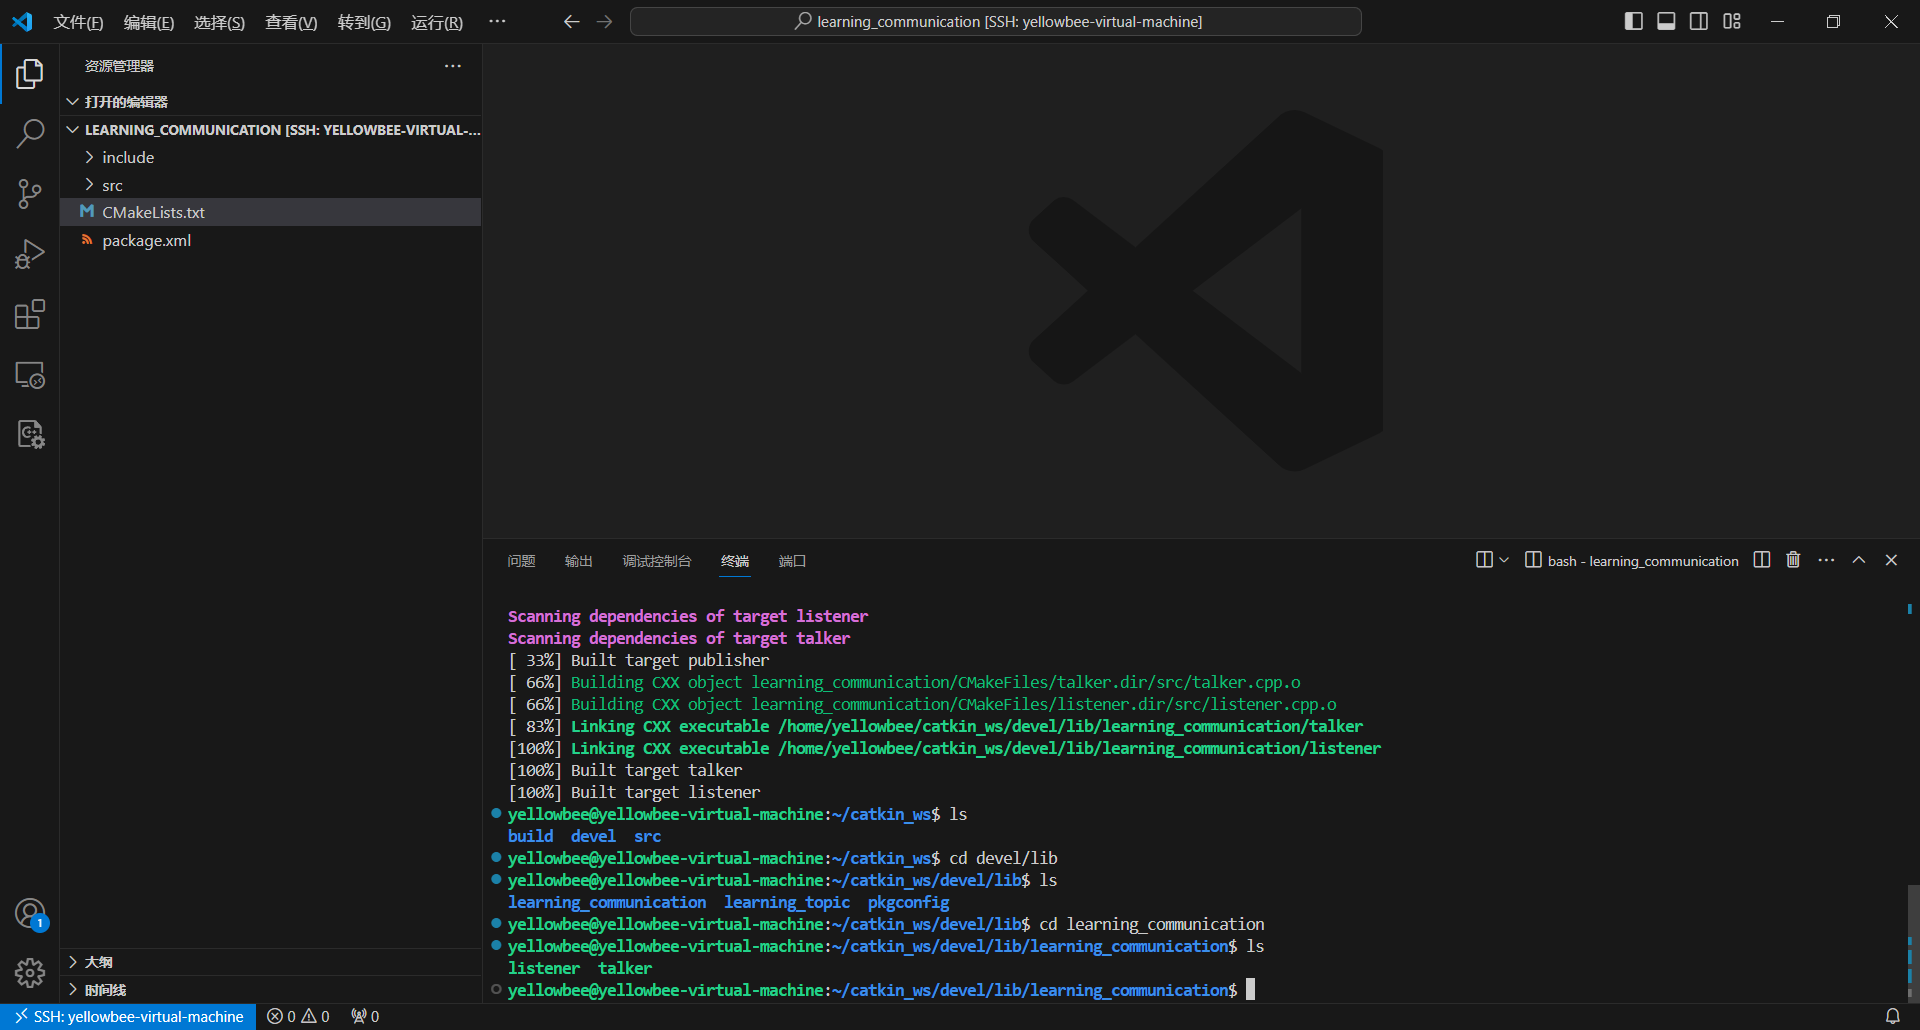 文件(F) 编辑(E) 选择(S) 查看(V) 转到(G) 运行(R) ··· learning_communication [SSH: yellowbee-virtual-machine]
资源管理器
打开的编辑器
LEARNING_COMMUNICATION [SSH: YELLOWBEE-VIRTUAL-...
include
src
CMakeLists.txt
package.xml
大纲
时间线
问题 输出 调试控制台 终端 端口 bash - learning_communication
Scanning dependencies of target listener
Scanning dependencies of target talker
[ 33%] Built target publisher
[ 66%] Building CXX object learning_communication/CMakeFiles/talker.dir/src/talker.cpp.o
[ 66%] Building CXX object learning_communication/CMakeFiles/listener.dir/src/listener.cpp.o
[ 83%] Linking CXX executable /home/yellowbee/catkin_ws/devel/lib/learning_communication/talker
[100%] Linking CXX executable /home/yellowbee/catkin_ws/devel/lib/learning_communication/listener
[100%] Built target talker
[100%] Built target listener
yellowbee@yellowbee-virtual-machine:~/catkin_ws$ ls
build devel src
yellowbee@yellowbee-virtual-machine:~/catkin_ws$ cd devel/lib
yellowbee@yellowbee-virtual-machine:~/catkin_ws/devel/lib$ ls
learning_communication learning_topic pkgconfig
yellowbee@yellowbee-virtual-machine:~/catkin_ws/devel/lib$ cd learning_communication
yellowbee@yellowbee-virtual-machine:~/catkin_ws/devel/lib/learning_communication$ ls
listener talker
yellowbee@yellowbee-virtual-machine:~/catkin_ws/devel/lib/learning_communication$
1
SSH: yellowbee-virtual-machine 0 0 0